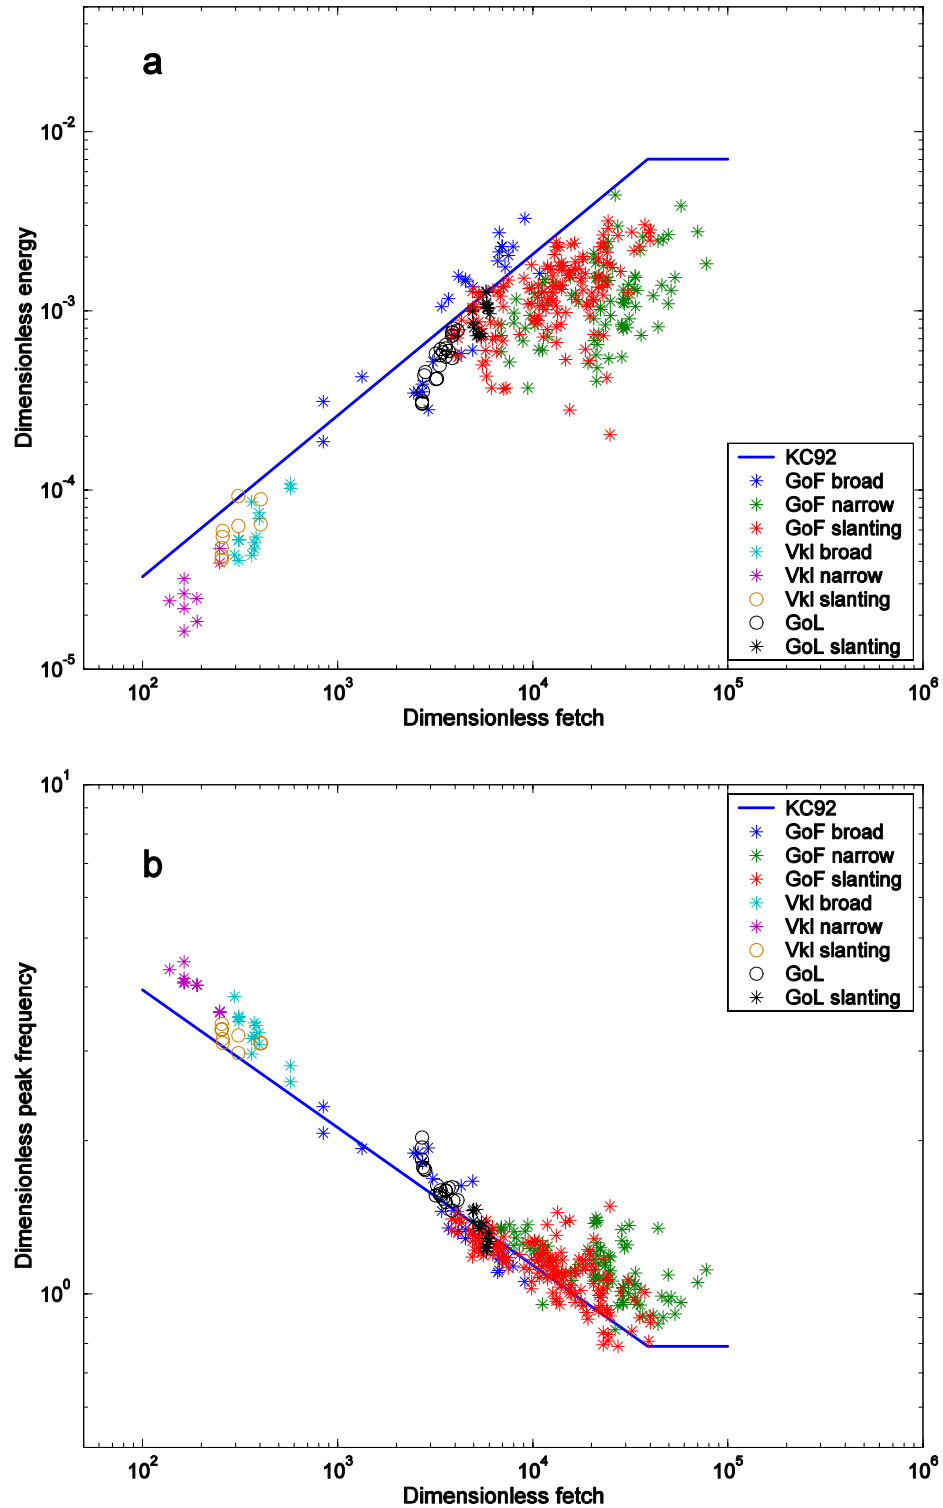 a
10^-2
10^-3
10^-4
10^-5
Dimensionless energy
KC92
GoF broad
GoF narrow
GoF slanting
Vkl broad
Vkl narrow
Vkl slanting
GoL
GoL slanting
10^2 10^3 10^4 10^5 10^6
Dimensionless fetch
b
10^1
10^0
Dimensionless peak frequency
KC92
GoF broad
GoF narrow
GoF slanting
Vkl broad
Vkl narrow
Vkl slanting
GoL
GoL slanting
10^2 10^3 10^4 10^5 10^6
Dimensionless fetch